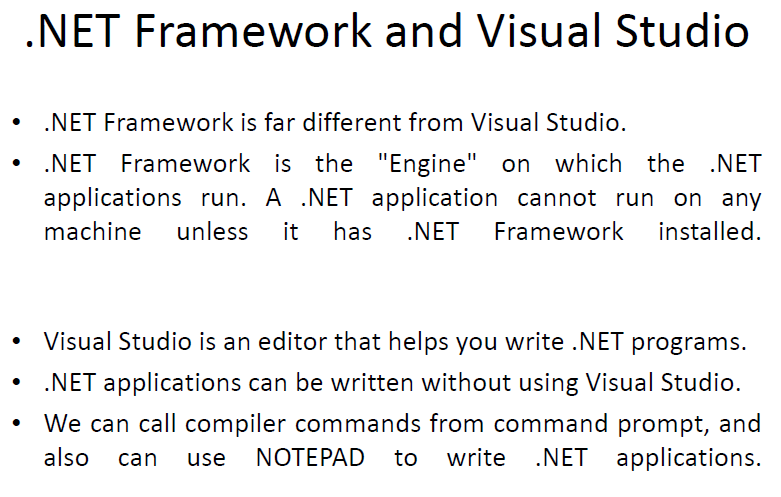 .NET Framework and Visual Studio
• .NET Framework is far different from Visual Studio.
• .NET Framework is the "Engine" on which the .NET
applications run. A .NET application cannot run on any
machine unless it has .NET Framework installed.
• Visual Studio is an editor that helps you write .NET programs.
• .NET applications can be written without using Visual Studio.
• We can call compiler commands from command prompt, and
also can use NOTEPAD to write .NET applications.